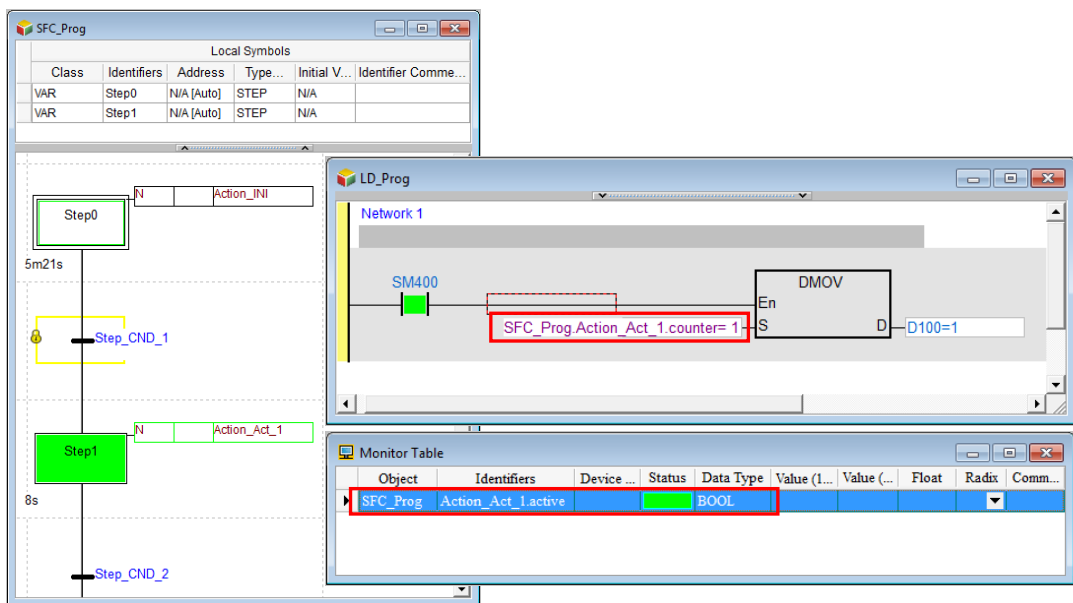 SFC_Prog
Local Symbols
Class Identifiers Address Type... Initial V... Identifier Comme...
VAR Step0 N/A [Auto] STEP N/A
VAR Step1 N/A [Auto] STEP N/A
N Action_INI
Step0
5m21s
Step_CND_1
N Action_Act_1
Step1
8s
Step_CND_2
LD_Prog
Network 1
SM400 DMOV
En
SFC_Prog.Action_Act_1.counter= 1 S D D100=1
Monitor Table
Object Identifiers Device ... Status Data Type Value (1... Value (... Float Radix Comm...
SFC_Prog Action_Act_1.active BOOL